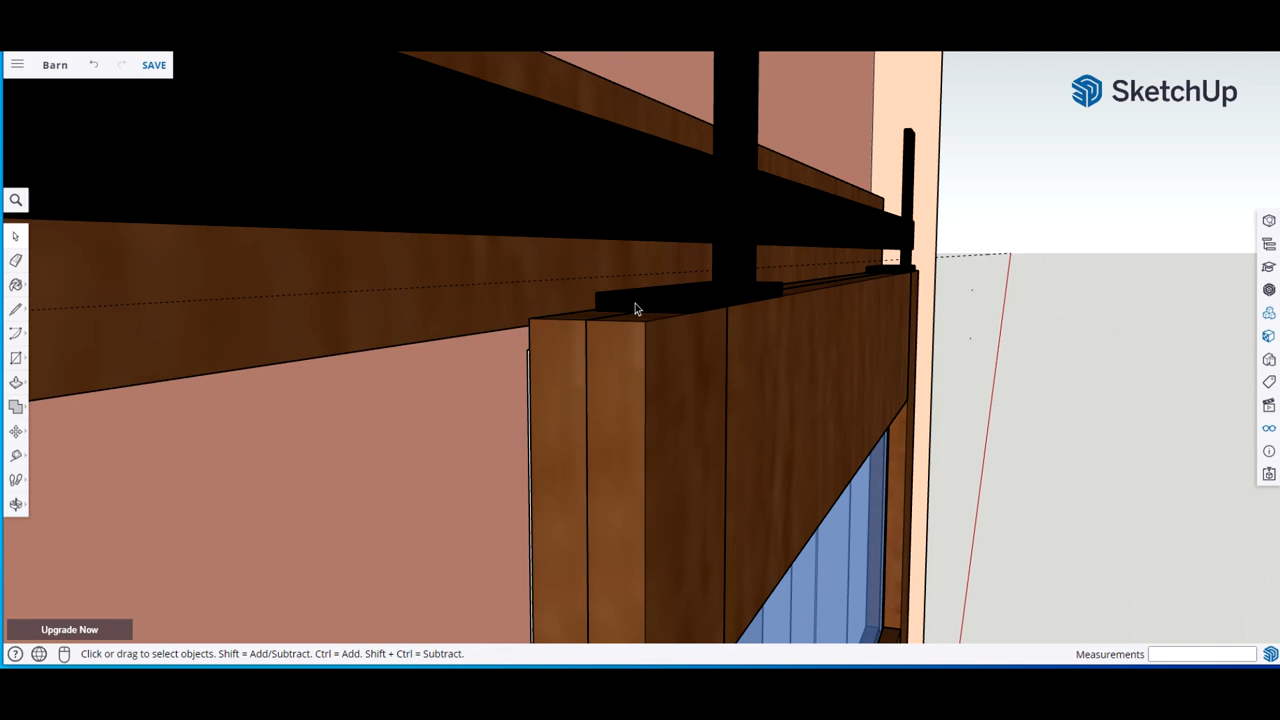 Barn
SAVE
SketchUp
Upgrade Now
Click or drag to select objects. Shift = Add/Subtract. Ctrl = Add. Shift + Ctrl = Subtract.
Measurements